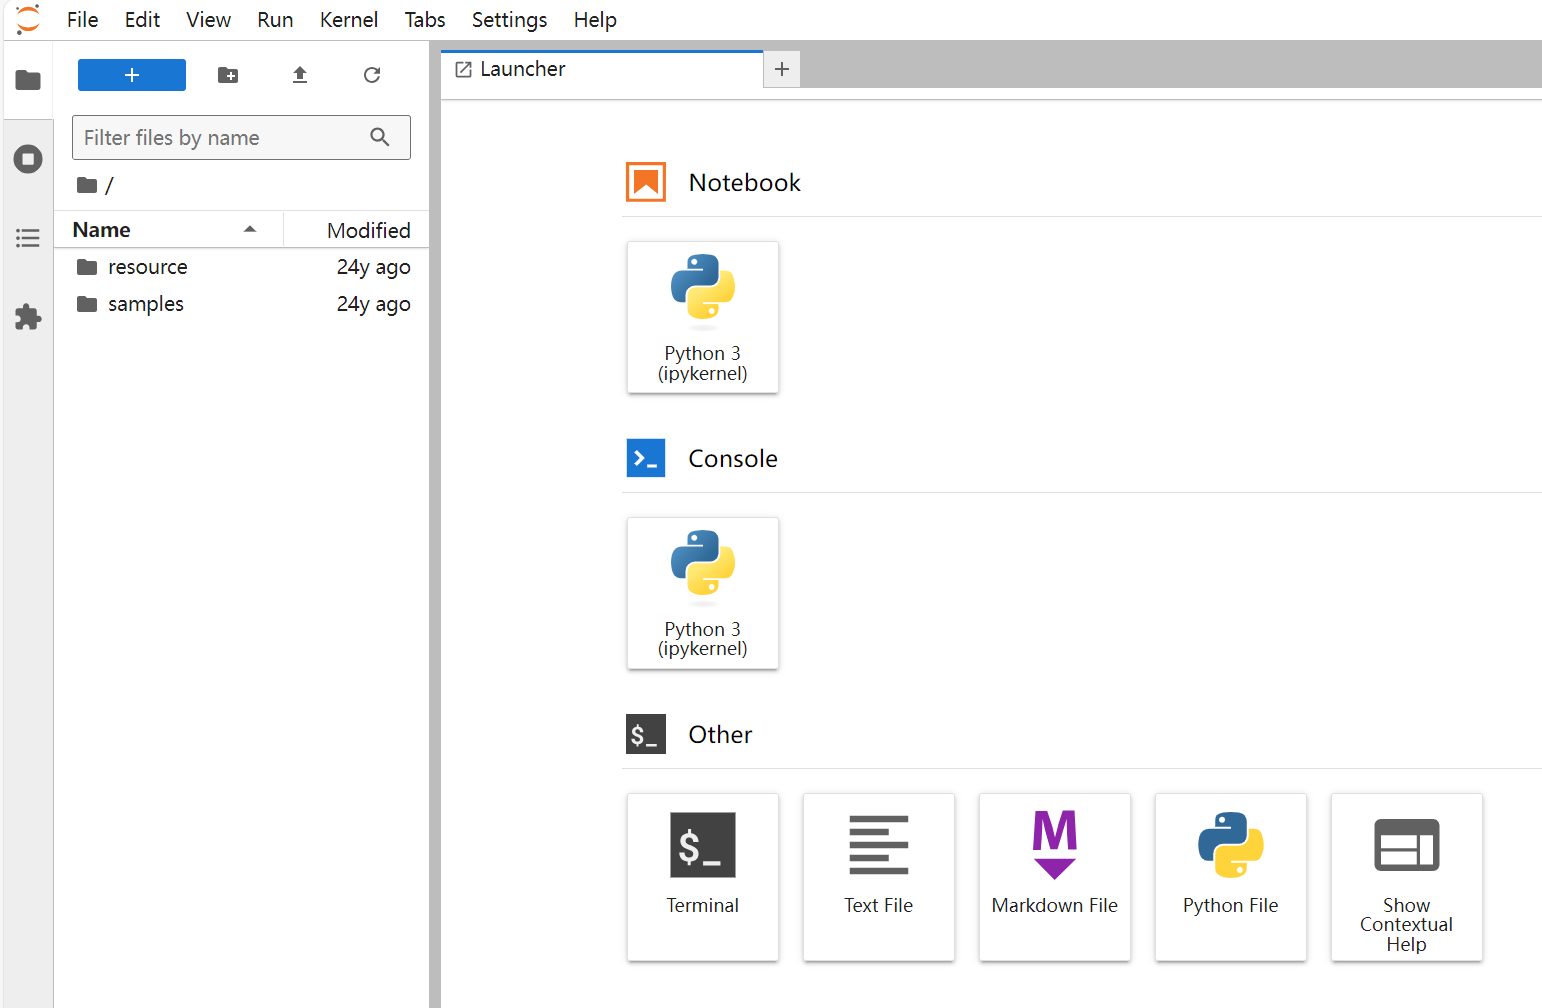 File Edit View Run Kernel Tabs Settings Help
Launcher
Filter files by name
/
Name Modified
resource 24y ago
samples 24y ago
Notebook
Python 3
(ipykernel)
Console
Python 3
(ipykernel)
$_ Other
$_
Terminal
Text File
M
Markdown File
Python File
Show
Contextual
Help